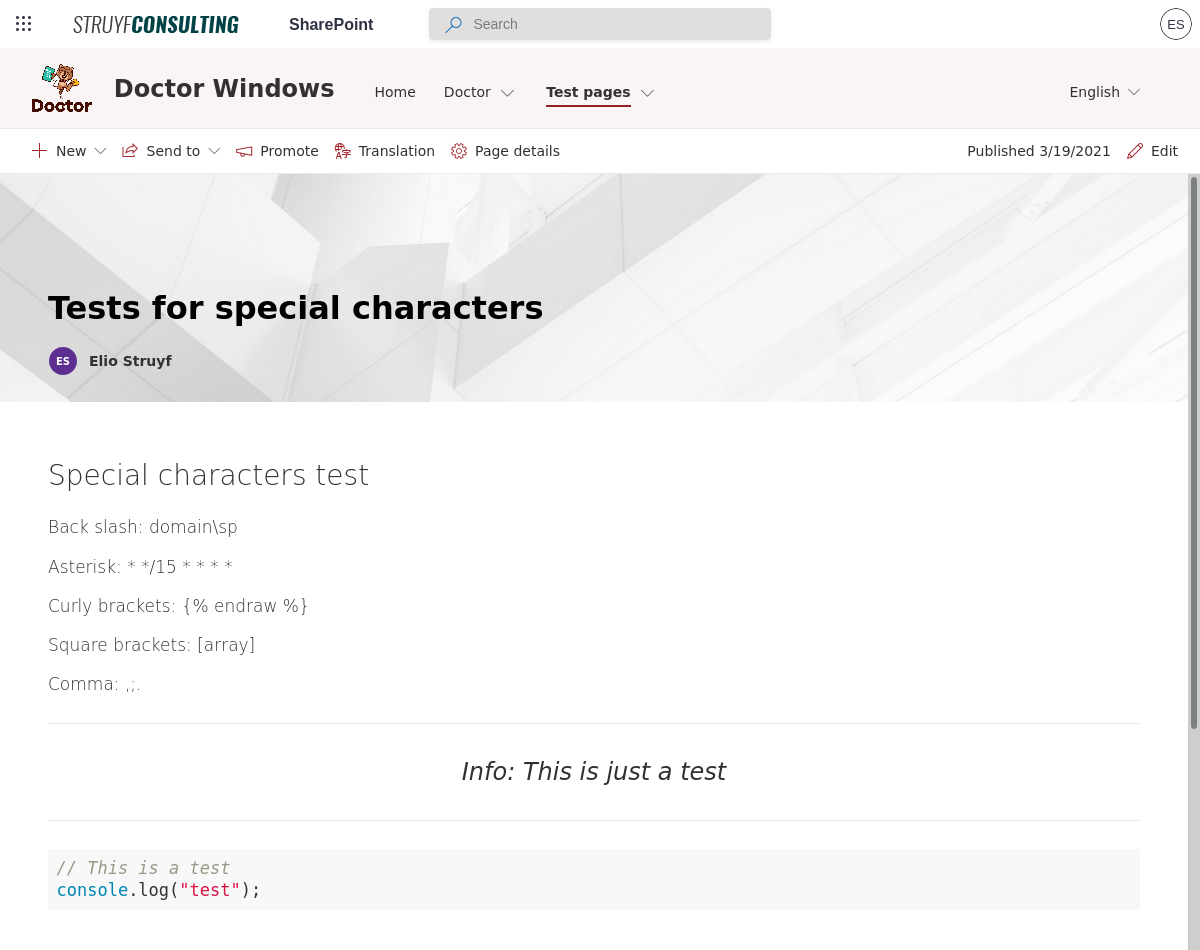 STRUYFCONSULTING SharePoint Search ES
Doctor Doctor Windows Home Doctor Test pages English
New Send to Promote Translation Page details Published 3/19/2021 Edit
Tests for special characters
ES Elio Struyf
Special characters test
Back slash: domain\sp
Asterisk: * */15 * * * *
Curly brackets: {% endraw %}
Square brackets: [array]
Comma: ,;.
Info: This is just a test
// This is a test
console.log("test");